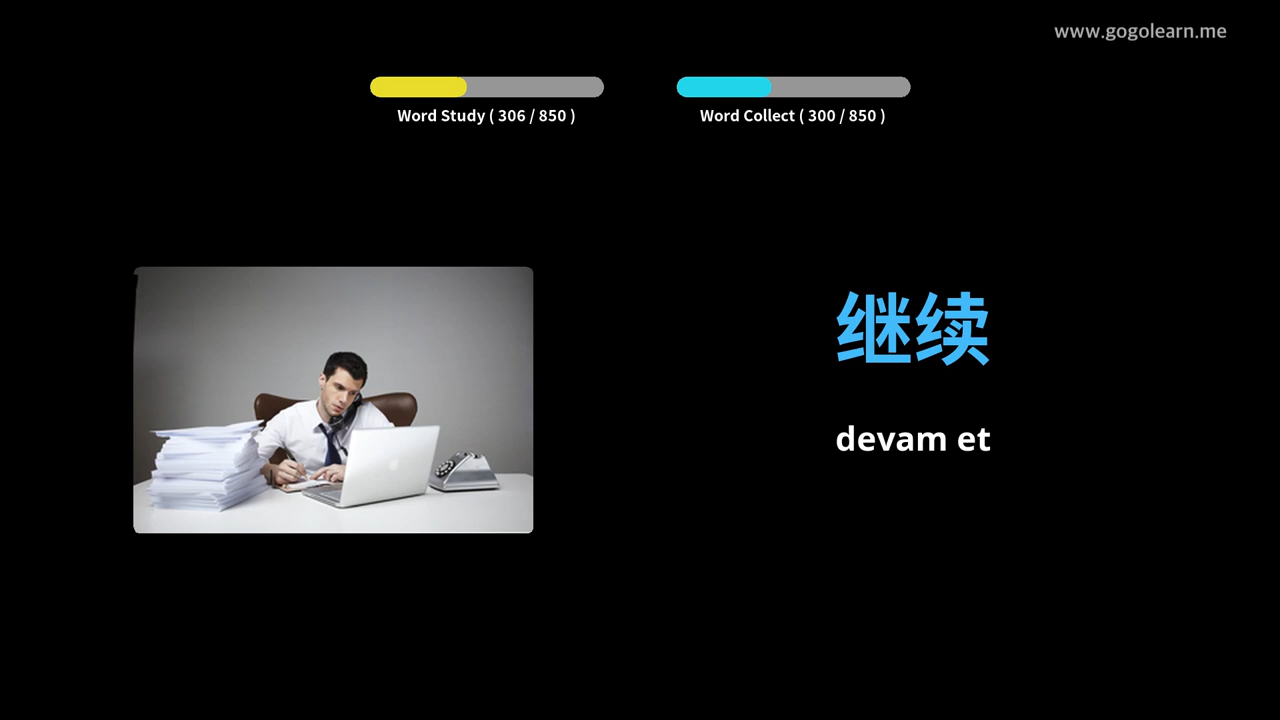 www.gogolearn.me
Word Study ( 306 / 850 )
Word Collect ( 300 / 850 )
继续
devam et